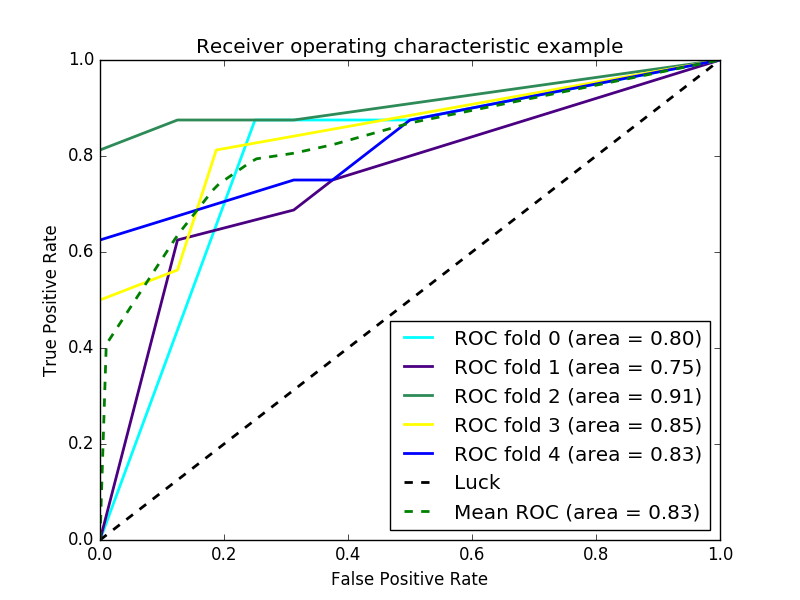 Receiver operating characteristic example
1.0
0.8
0.6
0.4
0.2
0.0
True Positive Rate
ROC fold 0 (area = 0.80)
ROC fold 1 (area = 0.75)
ROC fold 2 (area = 0.91)
ROC fold 3 (area = 0.85)
ROC fold 4 (area = 0.83)
Luck
Mean ROC (area = 0.83)
0.0 0.2 0.4 0.6 0.8 1.0
False Positive Rate